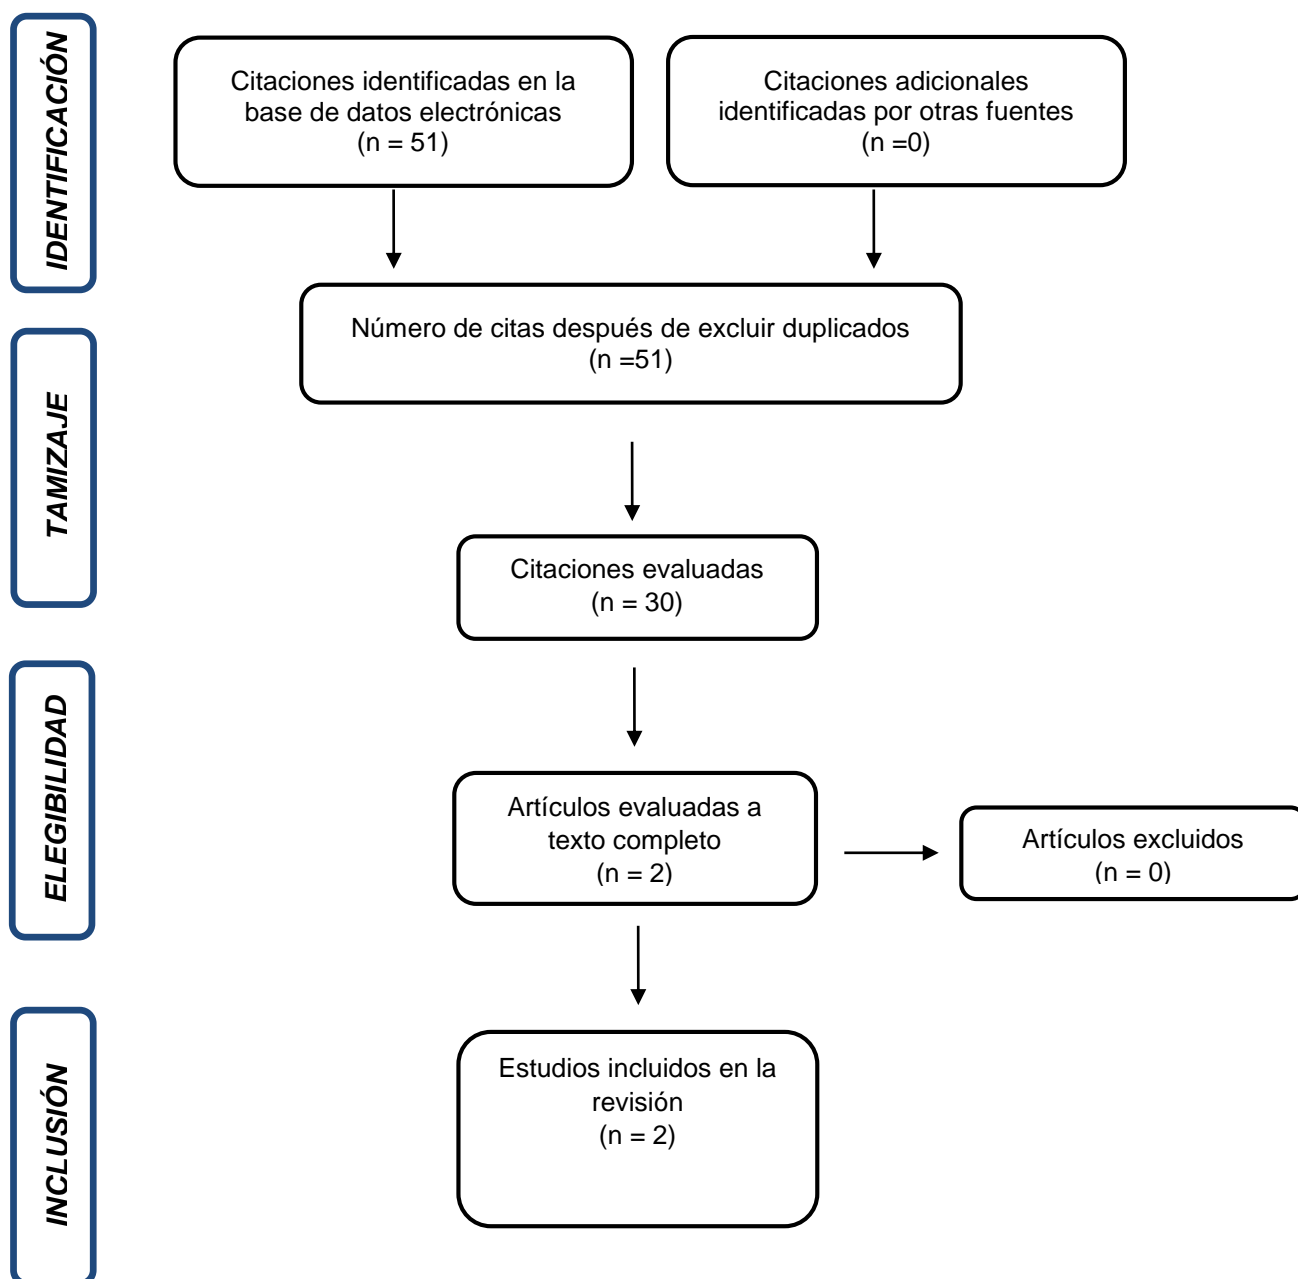 IDENTIFICACIÓN
Citaciones identificadas en la
base de datos electrónicas
(n = 51)
Citaciones adicionales
identificadas por otras fuentes
(n =0)
Número de citas después de excluir duplicados
(n =51)
TAMIZAJE
Citaciones evaluadas
(n = 30)
ELEGIBILIDAD
Artículos evaluadas a
texto completo
(n = 2)
Artículos excluidos
(n = 0)
INCLUSIÓN
Estudios incluidos en la
revisión
(n = 2)